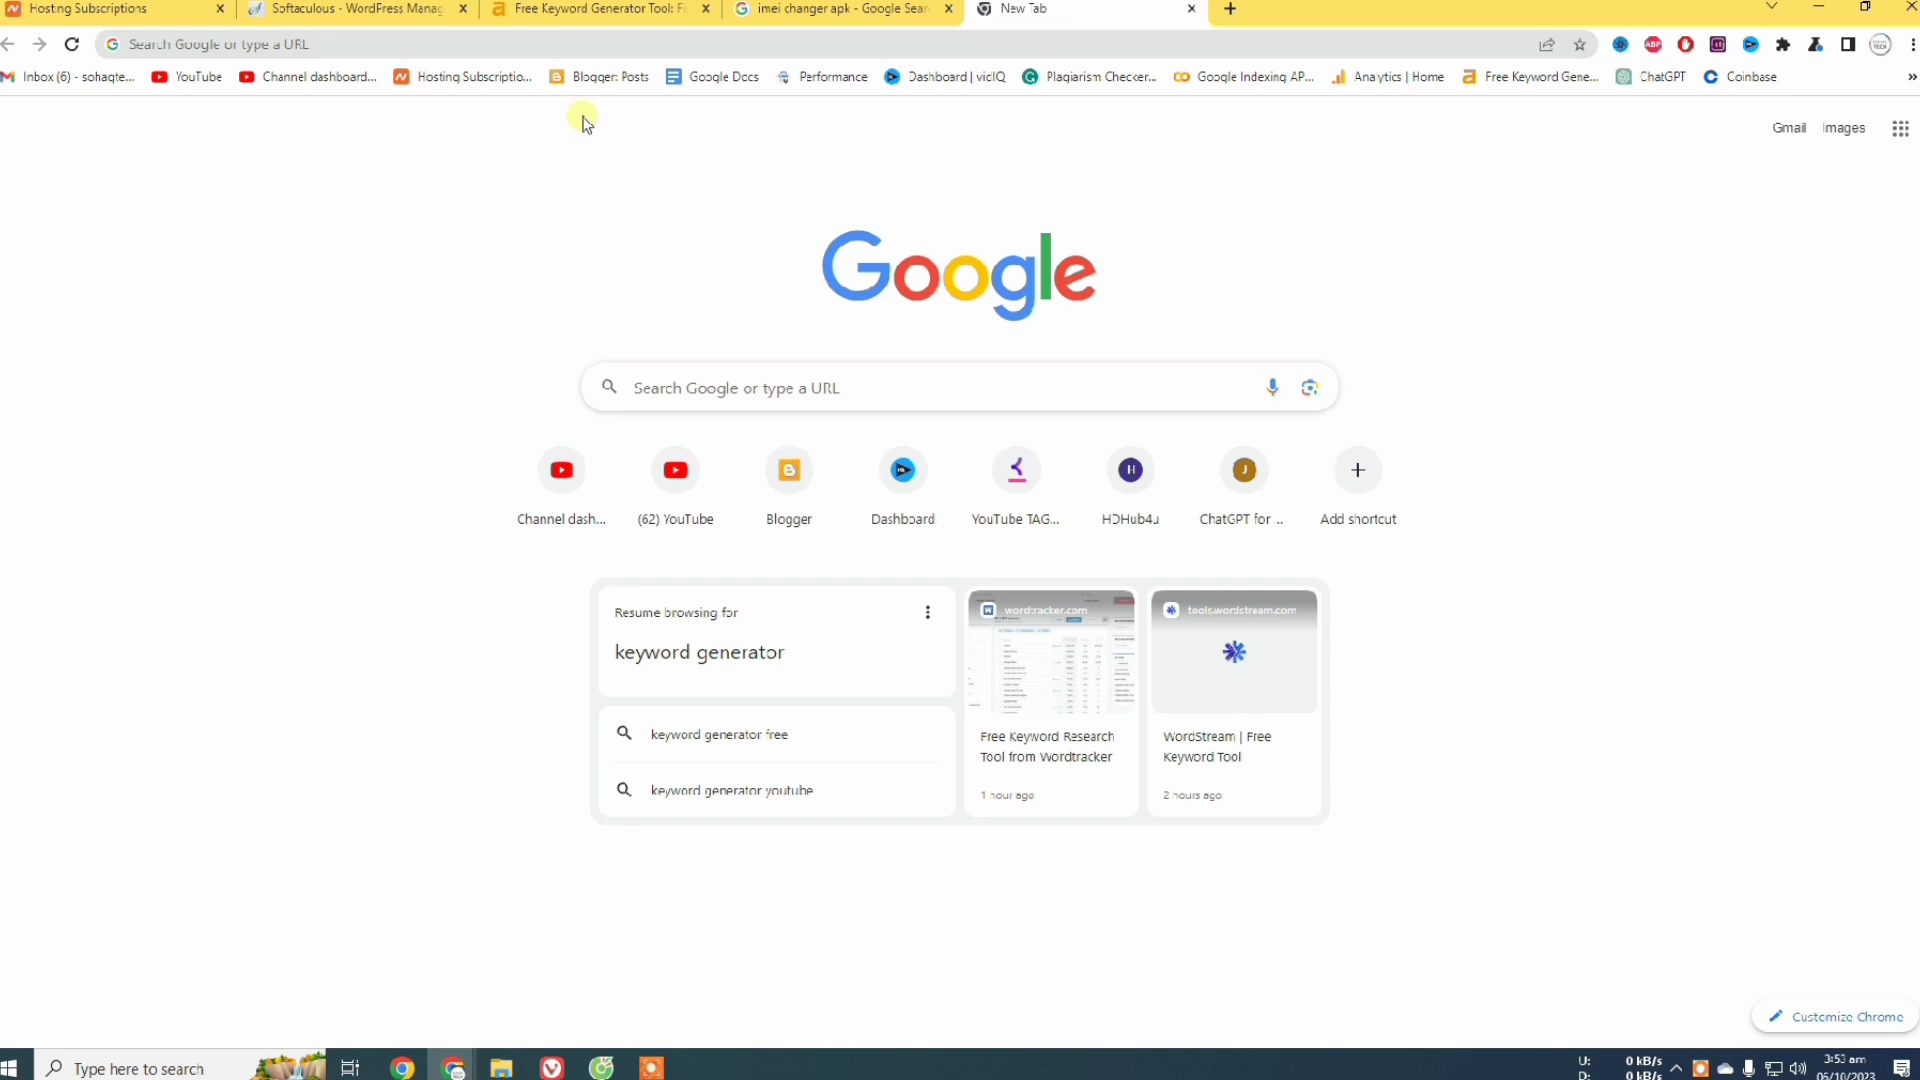 Hosting Subscriptions
Softaculous - WordPress Manag
Free Keyword Generator Tool: Fi
imei changer apk - Google Sear
New Tab
Search Google or type a URL
Inbox (6) - sohaqte...
YouTube
Channel dashboard...
Hosting Subscriptio...
Blogger: Posts
Google Docs
Performance
Dashboard | vidIQ
Plagiarism Checker...
Google Indexing AP...
Analytics | Home
Free Keyword Gene...
ChatGPT
Coinbase
»
Gmail
Images
Google
Search Google or type a URL
Channel dash...
(62) YouTube
Blogger
Dashboard
YouTube TAG...
HDHub4u
ChatGPT for ...
Add shortcut
Resume browsing for
keyword generator
keyword generator free
keyword generator youtube
wordtracker.com
Free Keyword Research
Tool from Wordtracker
1 hour ago
tools.wordstream.com
WordStream | Free
Keyword Tool
2 hours ago
Customize Chrome
Type here to search
U: 0 kB/s
D: 0 kB/s
3:53 am
06/10/2023